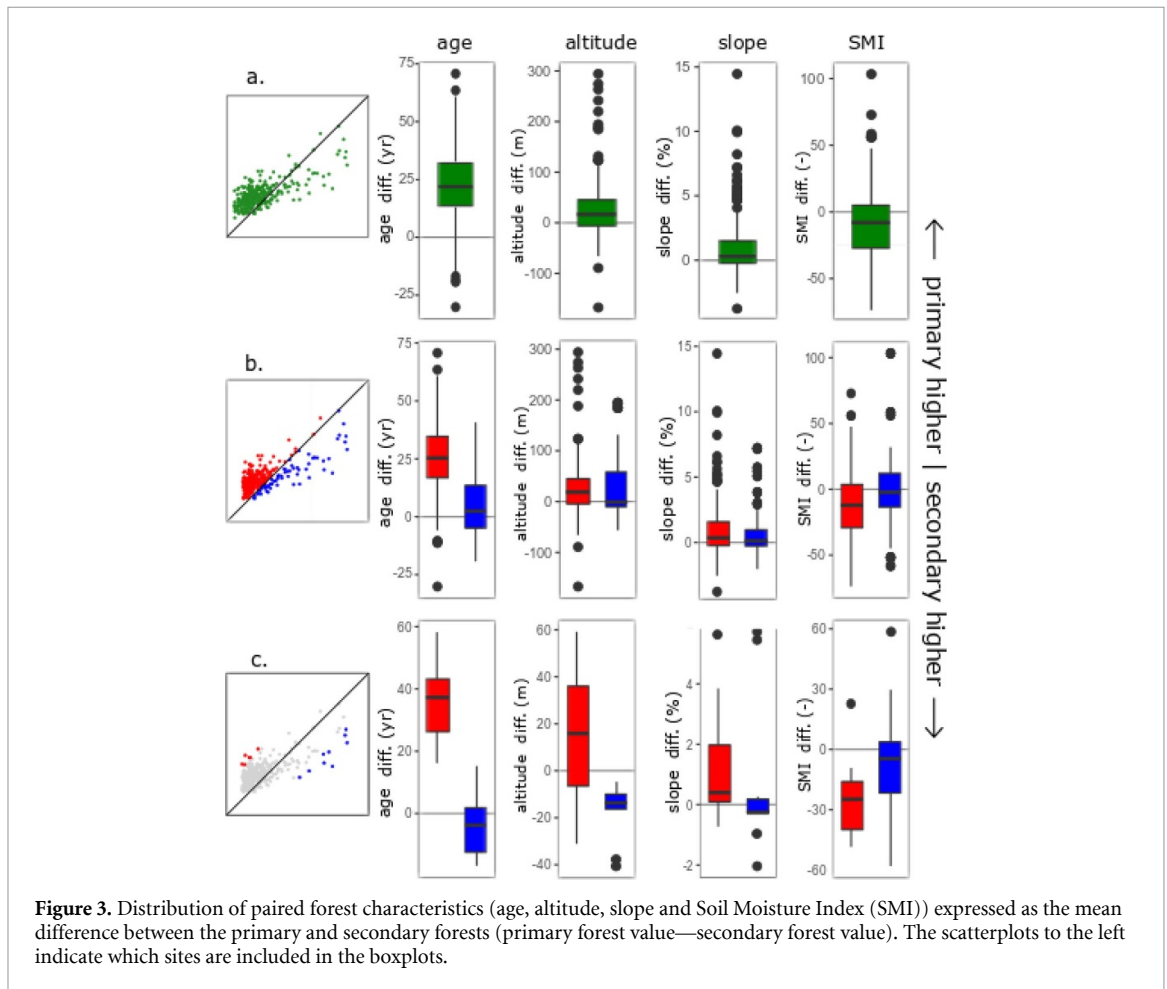 age altitude slope SMI
a.
age diff. (yr)
75
50
25
0
-25
altitude diff. (m)
300
200
100
0
-100
slope diff. (%)
15
10
5
0
SMI diff. (-)
100
50
0
-50
b.
age diff. (yr)
75
50
25
0
-25
altitude diff. (m)
300
200
100
0
-100
slope diff. (%)
15
10
5
0
SMI diff. (-)
100
50
0
-50
c.
age diff. (yr)
60
40
20
0
altitude diff. (m)
60
40
20
0
-20
-40
slope diff. (%)
6
4
2
0
-2
SMI diff. (-)
60
30
0
-30
-60
← primary higher | secondary higher →
Figure 3. Distribution of paired forest characteristics (age, altitude, slope and Soil Moisture Index (SMI)) expressed as the mean
difference between the primary and secondary forests (primary forest value—secondary forest value). The scatterplots to the left
indicate which sites are included in the boxplots.